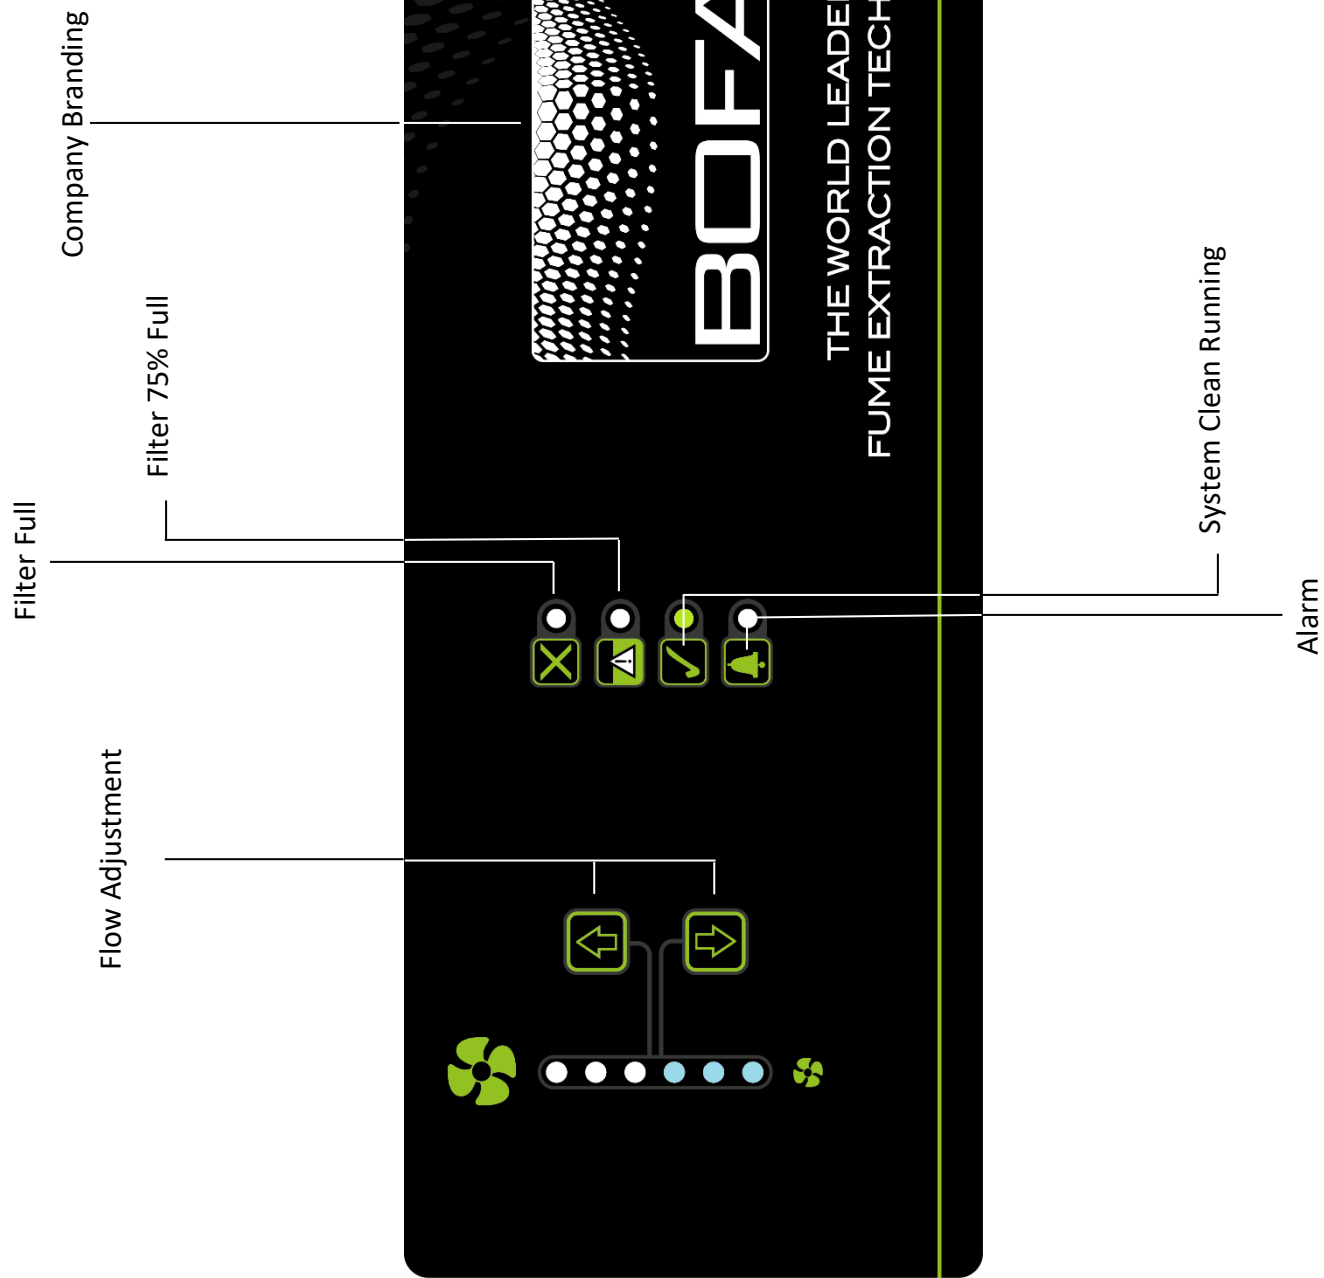 Company Branding
Filter 75% Full
Filter Full
Flow Adjustment
BOFA
THE WORLD LEADE
FUME EXTRACTION TECH
System Clean Running
Alarm